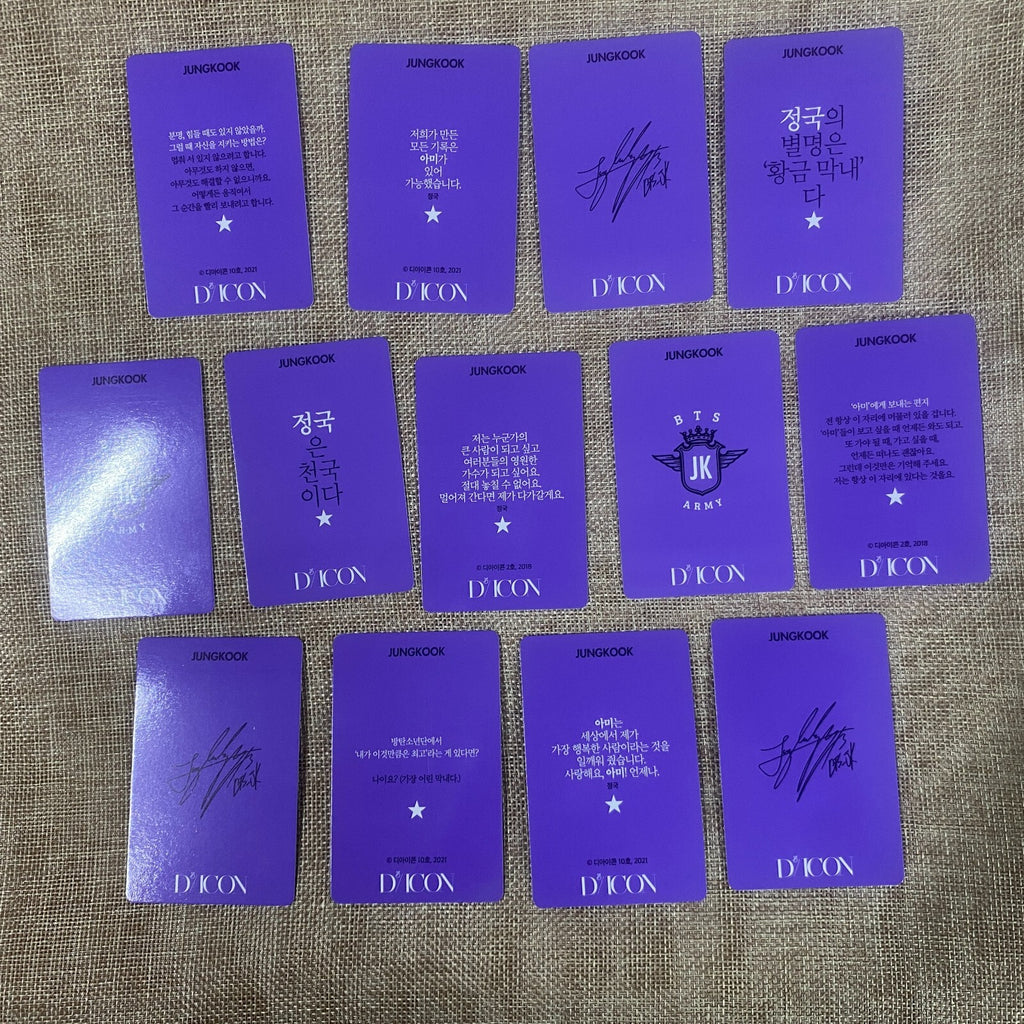 JUNGKOOK
분명, 힘들 때도 있지 않았을까.
그럴 때 자신을 지키는 방법은?
멈춰 서 있지 않으려고 합니다.
아무것도 하지 않으면,
아무것도 해결할 수 없으니까요.
어떻게든 움직여서
그 순간을 빨리 보내려고 합니다.
© 디아이콘 10호, 2021
D'ICON
JUNGKOOK
저희가 만든
모든 기록은
아미가
있어
가능했습니다.
정국
© 디아이콘 10호, 2021
D'ICON
JUNGKOOK
D'ICON
JUNGKOOK
정국의
별명은
‘황금 막내’
다
D'ICON
JUNGKOOK
ARMY
D'ICON
JUNGKOOK
정국
은
천국
이다
D'ICON
JUNGKOOK
저는 누군가의
큰 사람이 되고 싶고
여러분들의 영원한
가수가 되고 싶어요.
절대 놓칠 수 없어요.
멀어져 간다면 제가 다가갈게요.
정국
© 디아이콘 2호, 2018
D'ICON
JUNGKOOK
BTS
JK
ARMY
D'ICON
JUNGKOOK
‘아미’에게 보내는 편지
전 항상 이 자리에 머물러 있을 겁니다.
‘아미’들이 보고 싶을 때 언제든 와도 되고,
또 가야 될 때, 가고 싶을 때,
언제든 떠나도 괜찮아요.
그런데 이것만은 기억해 주세요.
저는 항상 이 자리에 있다는 것을요.
© 디아이콘 2호, 2018
D'ICON
JUNGKOOK
D'ICON
JUNGKOOK
방탄소년단에서
‘내가 이것만큼은 최고’라는 게 있다면?
나이요? (가장 어린 막내다.)
© 디아이콘 10호, 2021
D'ICON
JUNGKOOK
아미는
세상에서 제가
가장 행복한 사람이라는 것을
일깨워 줬습니다.
사랑해요, 아미! 언제나.
정국
© 디아이콘 10호, 2021
D'ICON
JUNGKOOK
D'ICON